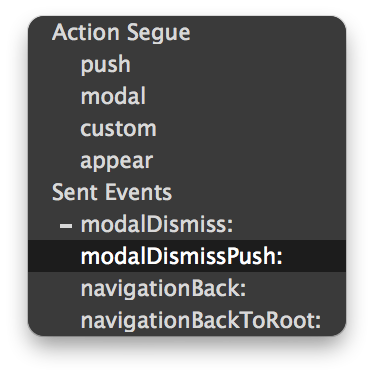 Action Segue
push
modal
custom
appear
Sent Events
– modalDismiss:
modalDismissPush:
navigationBack:
navigationBackToRoot: